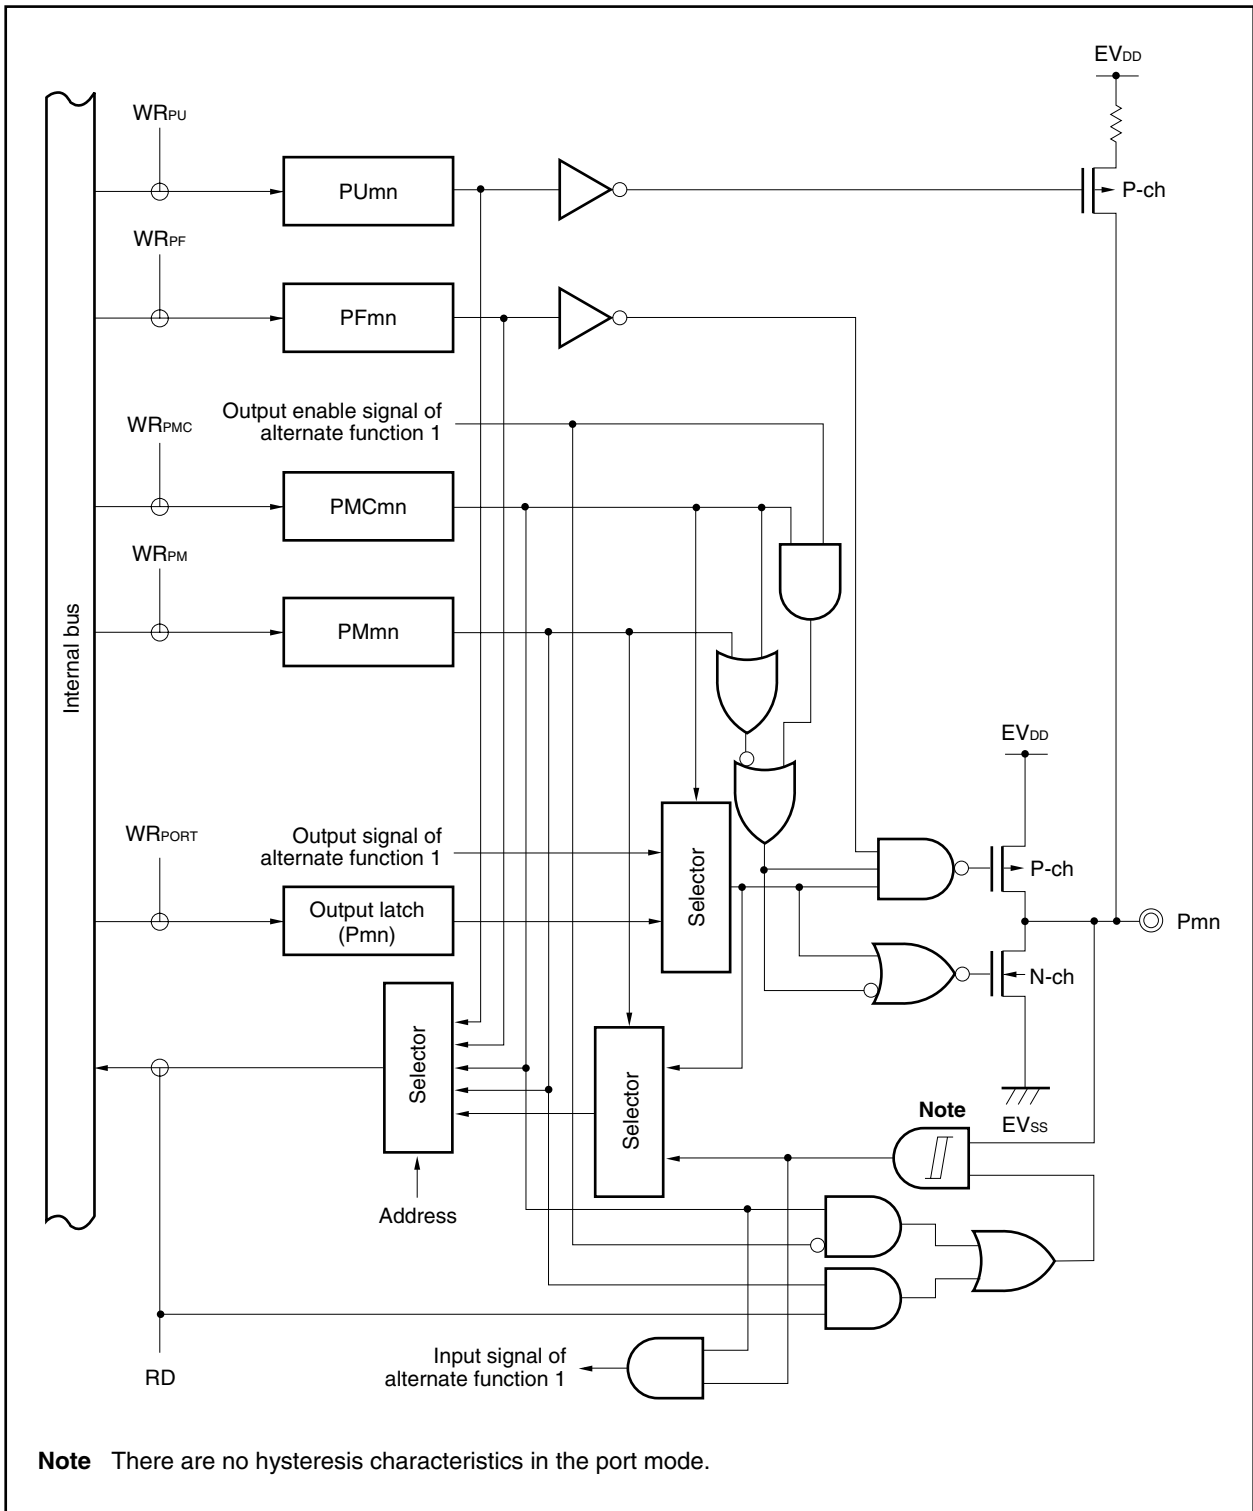 EVDD
WRPU
PUmn
P-ch
WRPF
PFmn
Output enable signal of
alternate function 1
WRPMC
PMCmn
WRPM
PMmn
Internal bus
EVDD
WRPORT
Output signal of
alternate function 1
Selector
P-ch
Output latch
(Pmn)
Pmn
N-ch
Selector
Selector
Note
EVSS
Address
RD
Input signal of
alternate function 1
Note There are no hysteresis characteristics in the port mode.